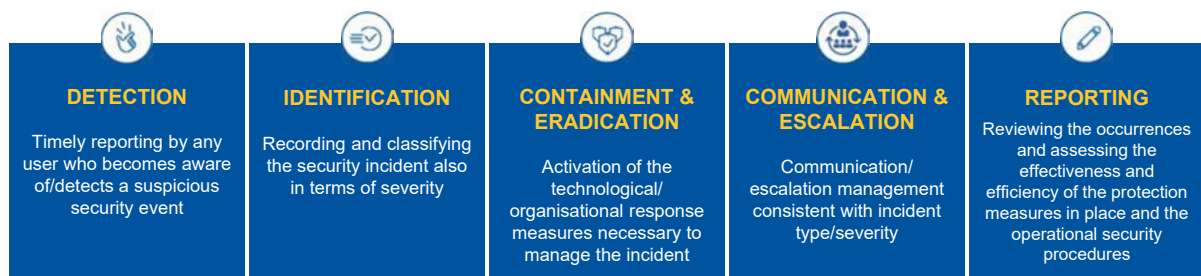 DETECTION
Timely reporting by any
user who becomes aware
of/detects a suspicious
security event
IDENTIFICATION
Recording and classifying
the security incident also
in terms of severity
CONTAINMENT &
ERADICATION
Activation of the
technological/
organisational response
measures necessary to
manage the incident
COMMUNICATION &
ESCALATION
Communication/
escalation management
consistent with incident
type/severity
REPORTING
Reviewing the occurrences
and assessing the
effectiveness and
efficiency of the protection
measures in place and the
operational security
procedures